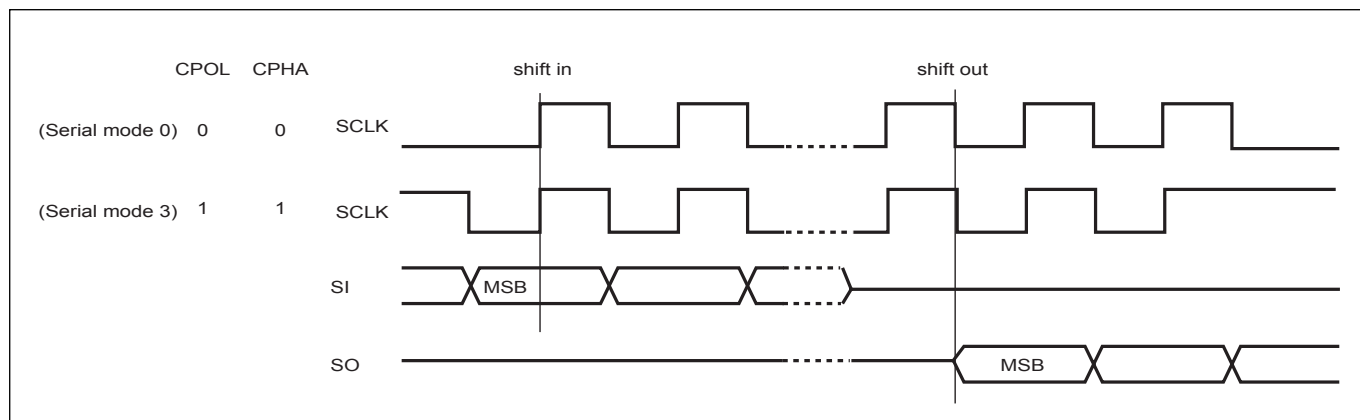 CPOL CPHA shift in shift out
(Serial mode 0) 0 0 SCLK
(Serial mode 3) 1 1 SCLK
SI MSB
SO MSB